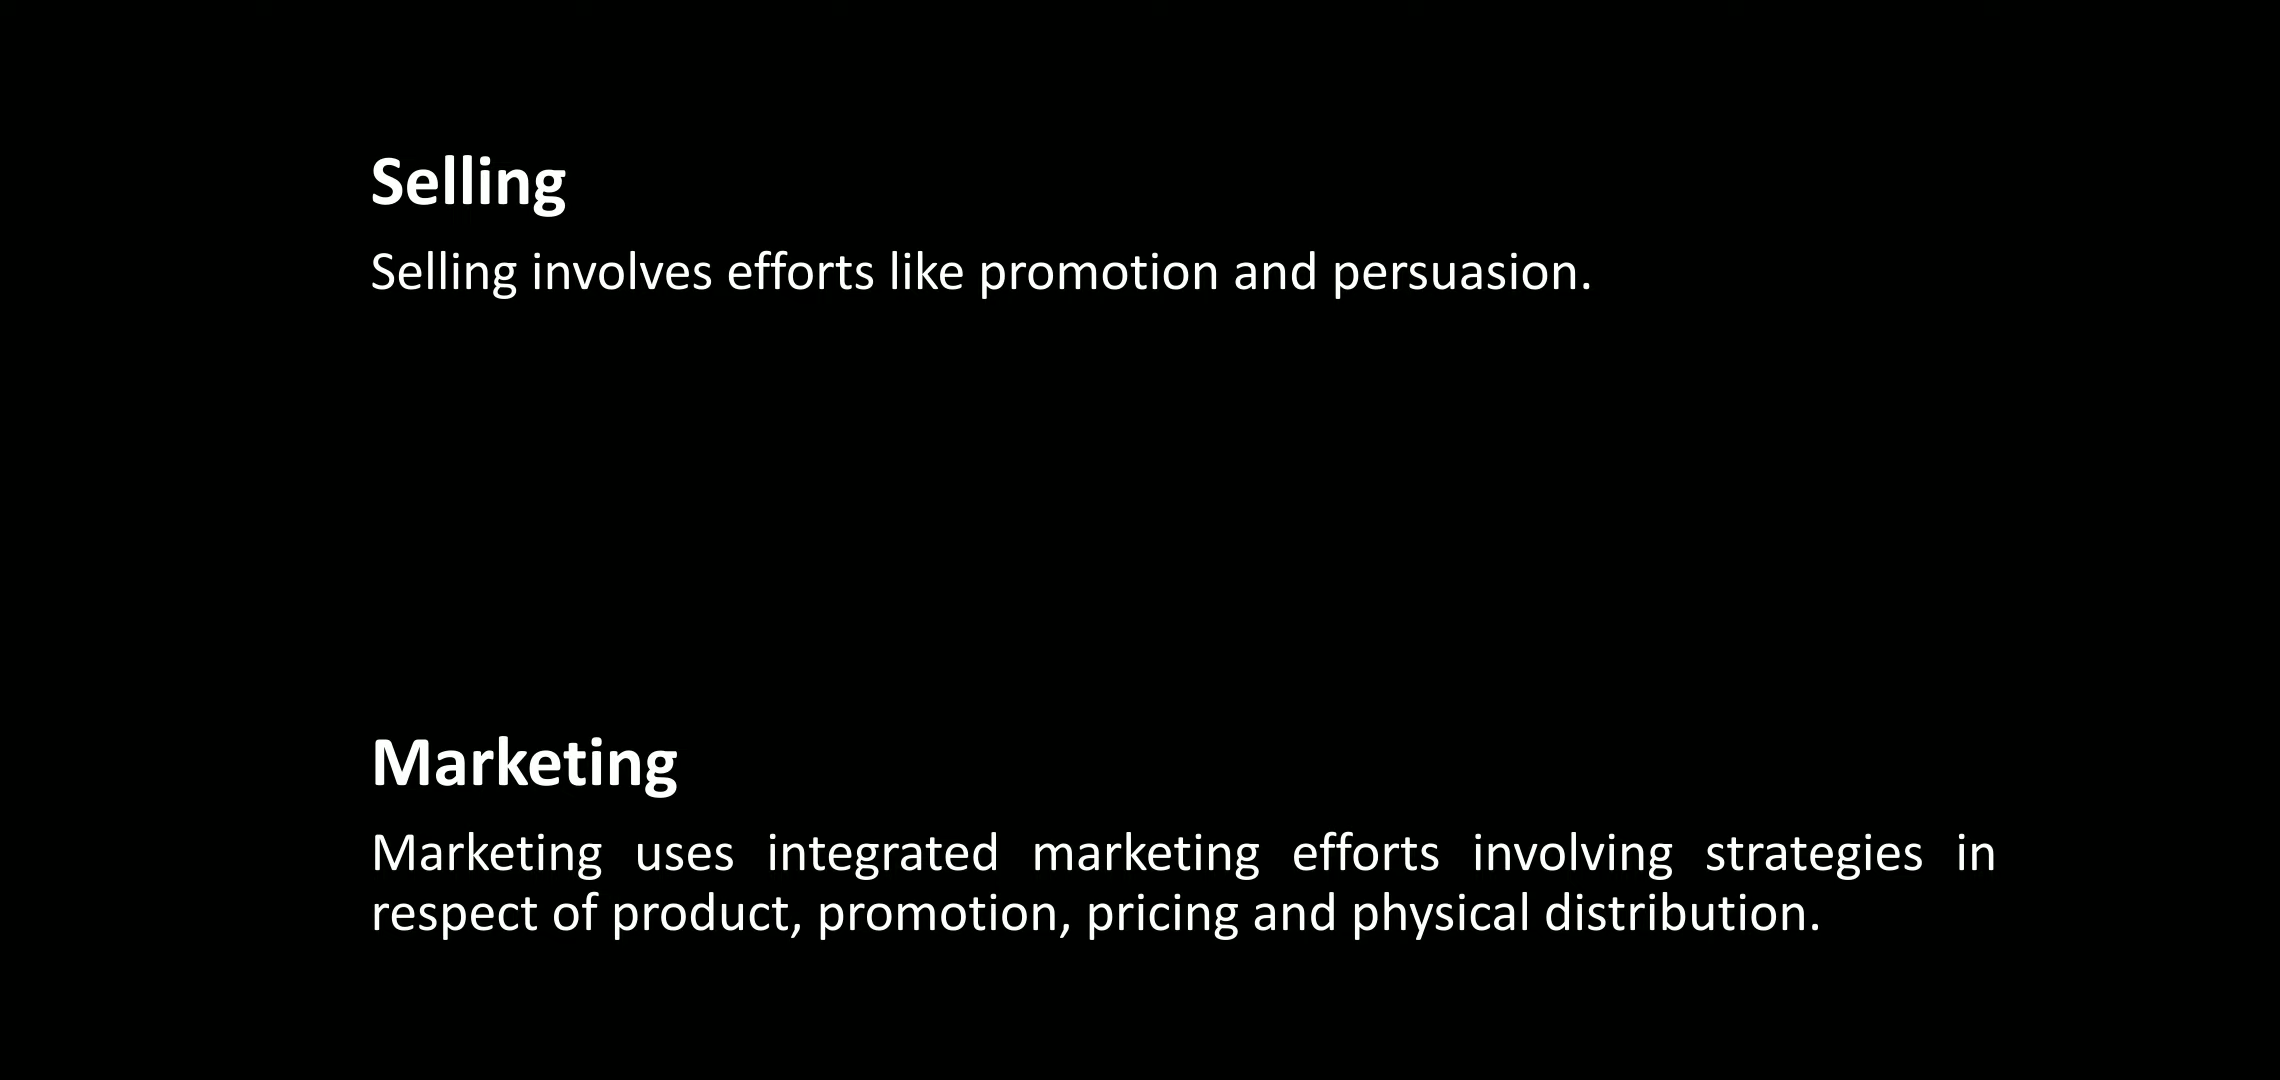 Selling
Selling involves efforts like promotion and persuasion.
Marketing
Marketing uses integrated marketing efforts involving strategies in
respect of product, promotion, pricing and physical distribution.